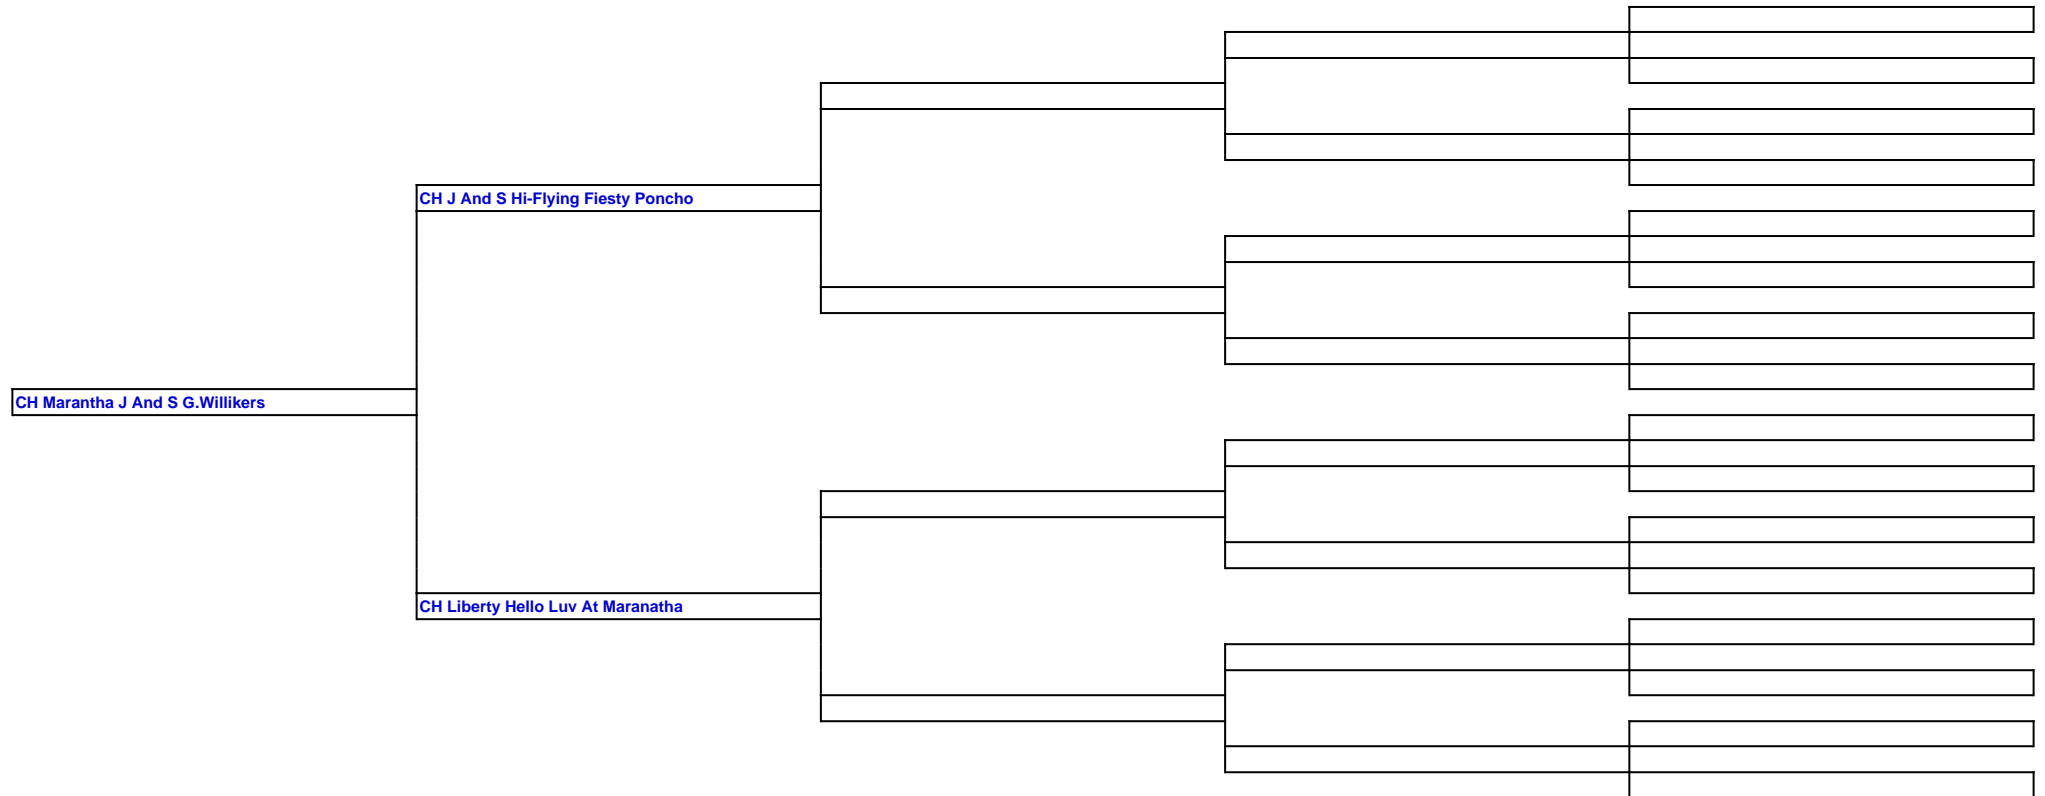 CH J And S Hi-Flying Fiesty Poncho
CH Marantha J And S G.Willikers
CH Liberty Hello Luv At Maranatha